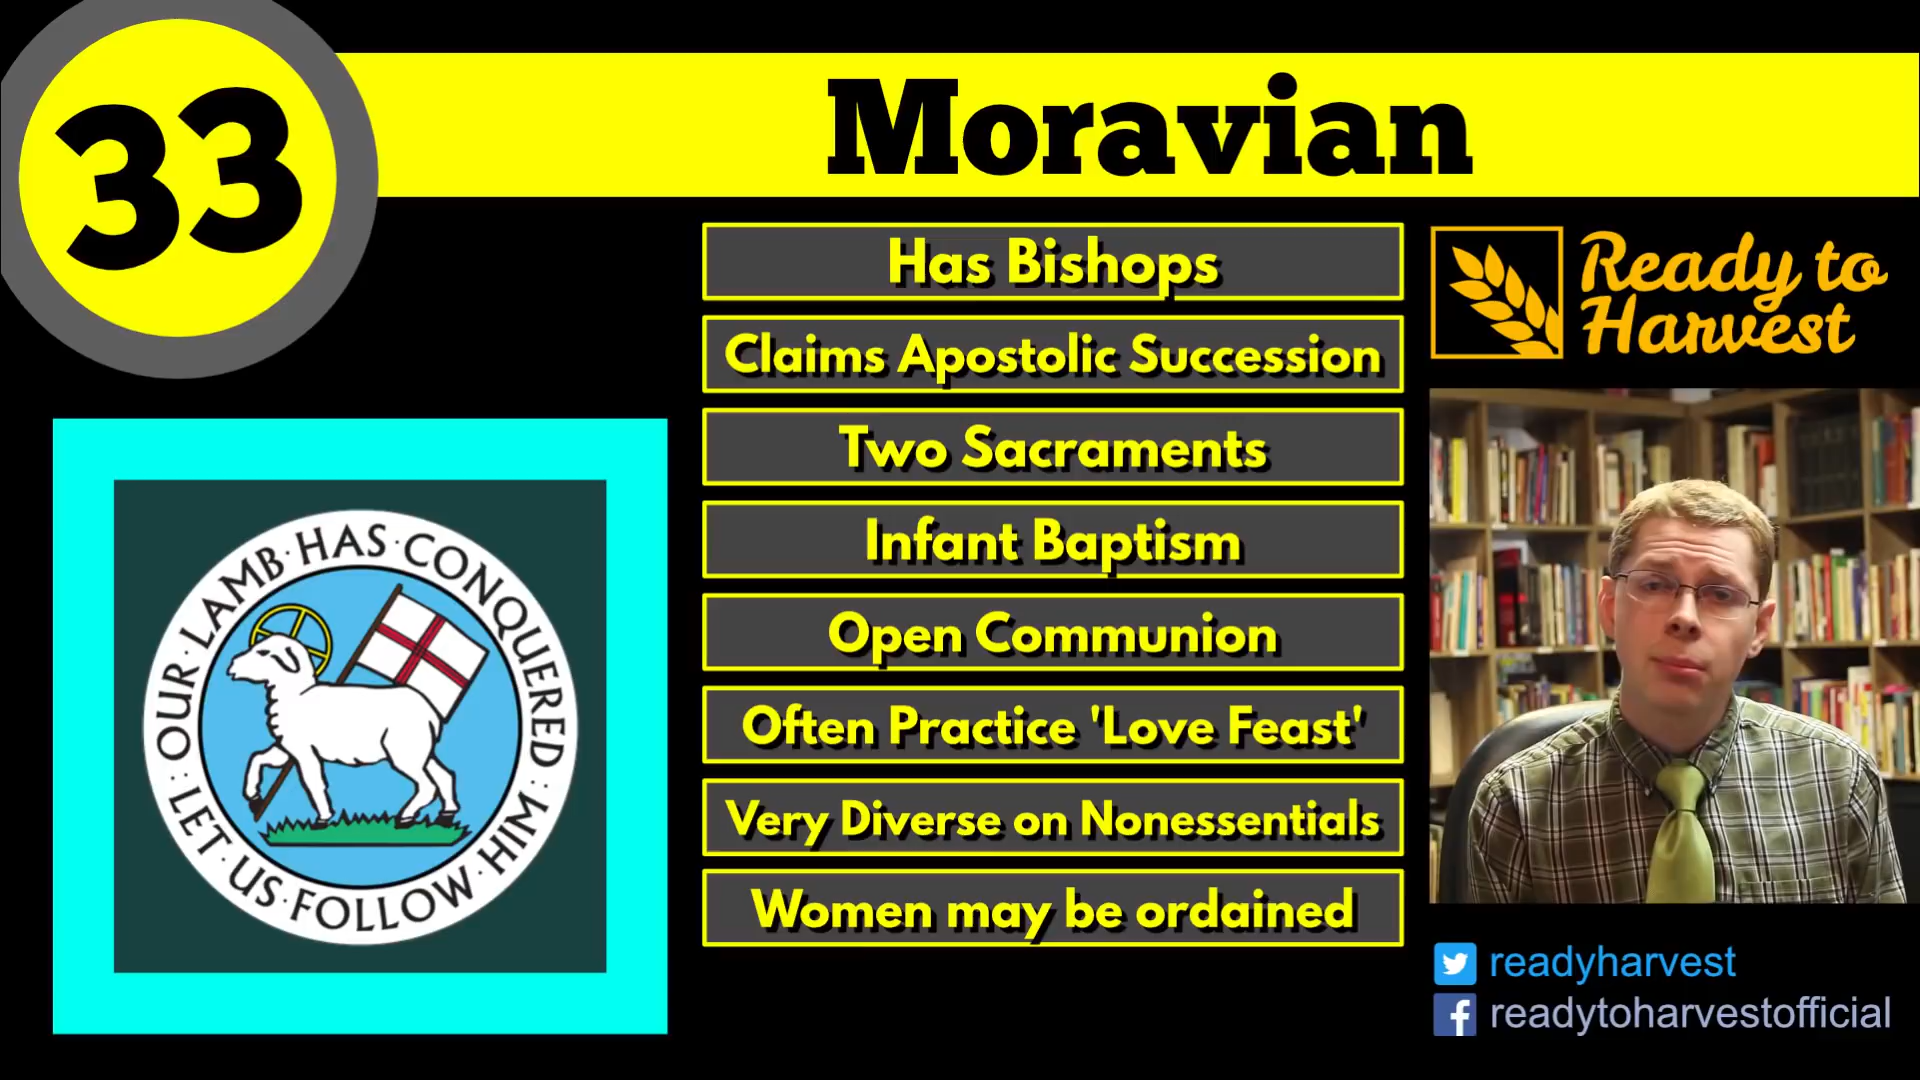 33
Moravian
Has Bishops
Claims Apostolic Succession
Two Sacraments
Infant Baptism
Open Communion
Often Practice 'Love Feast'
Very Diverse on Nonessentials
Women may be ordained
OUR · LAMB · HAS · CONQUERED :
: LET · US · FOLLOW · HIM
Ready to
Harvest
readyharvest
readytoharvestofficial